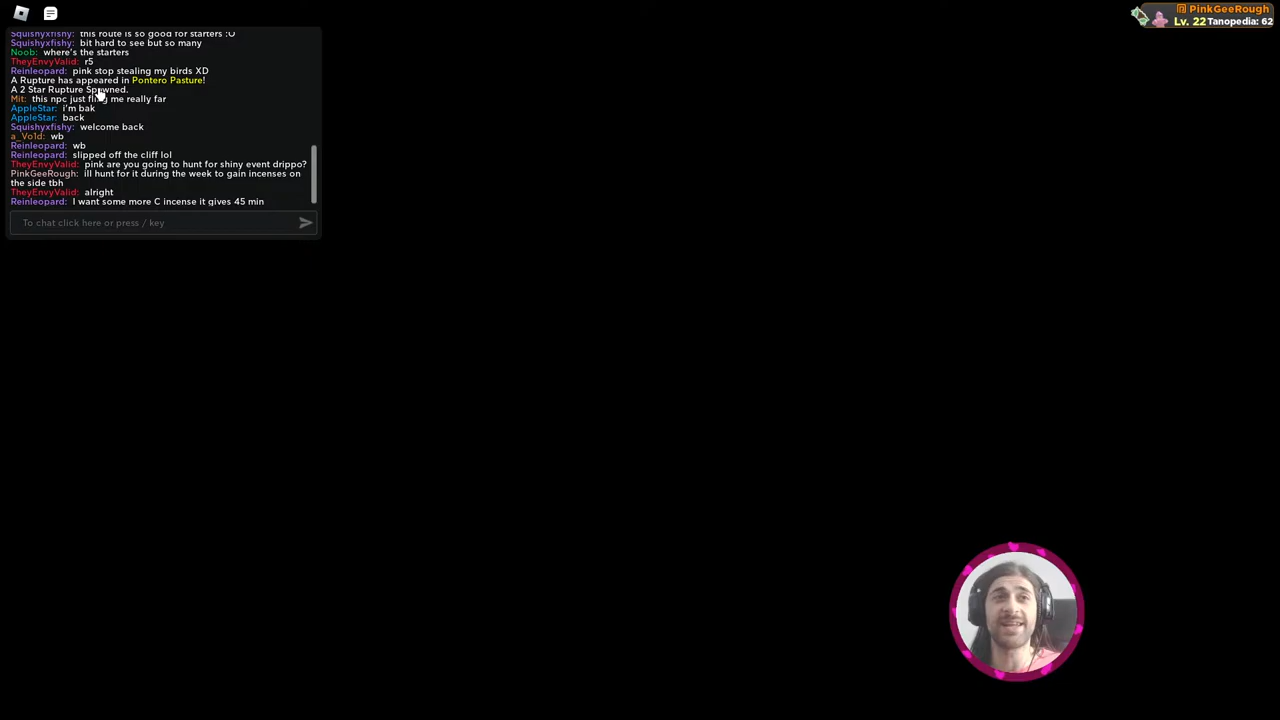 PinkGeeRough
Lv. 22 Tanopedia: 62
Squishyxfishy: this route is so good for starters :O
Squishyxfishy: bit hard to see but so many
Noob: where's the starters
TheyEnvyValid: r5
Reinleopard: pink stop stealing my birds XD
A Rupture has appeared in Pontero Pasture!
A 2 Star Rupture Spawned.
Mit: this npc just fling me really far
AppleStar: i'm bak
AppleStar: back
Squishyxfishy: welcome back
a_Vo1d: wb
Reinleopard: wb
Reinleopard: slipped off the cliff lol
TheyEnvyValid: pink are you going to hunt for shiny event drippo?
PinkGeeRough: ill hunt for it during the week to gain incenses on
the side tbh
TheyEnvyValid: alright
Reinleopard: I want some more C incense it gives 45 min
To chat click here or press / key